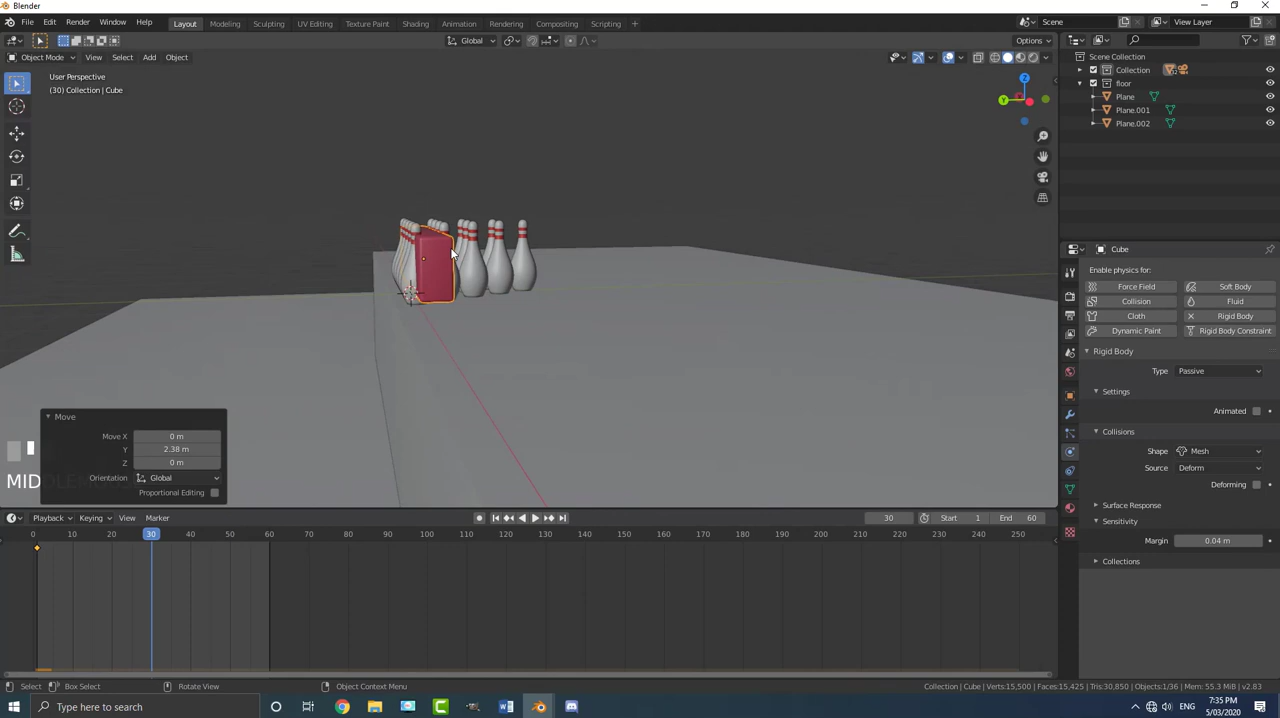 Blender
File Edit Render Window Help Layout Modeling Sculpting UV Editing Texture Paint Shading Animation Rendering Compositing Scripting + Scene View Layer
Global Options
Object Mode View Select Add Object
User Perspective
(30) Collection | Cube
Z
Y
Scene Collection
Collection
floor
Plane
Plane.001
Plane.002
Cube
Enable physics for:
Force Field Soft Body
Collision Fluid
Cloth Rigid Body
Dynamic Paint Rigid Body Constraint
Rigid Body
Type Passive
Settings
Animated
Collisions
Shape Mesh
Source Deform
Deforming
Surface Response
Sensitivity
Margin 0.04 m
Collections
Move
Move X 0 m
Y 2.38 m
Z 0 m
Orientation Global
Proportional Editing
Playback Keying View Marker 30 Start 1 End 60
0 10 20 30 40 50 60 70 80 90 100 110 120 130 140 150 160 170 180 190 200 210 220 230 240 250
Select Box Select Rotate View Object Context Menu Collection | Cube | Verts:15,500 | Faces:15,425 | Tris:30,850 | Objects:1/36 | Mem: 55.3 MiB | v2.83
Type here to search ENG 7:35 PM
5/03/2020